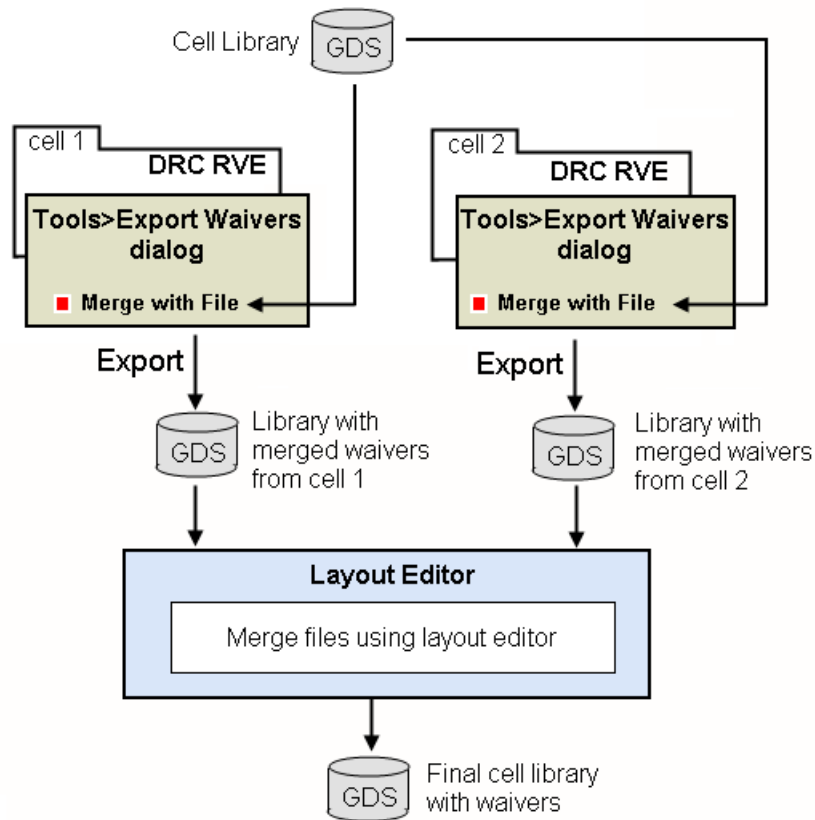 Cell Library
GDS
cell 1
DRC RVE
Tools>Export Waivers
dialog
Merge with File
cell 2
DRC RVE
Tools>Export Waivers
dialog
Merge with File
Export
Export
GDS
Library with
merged waivers
from cell 1
GDS
Library with
merged waivers
from cell 2
Layout Editor
Merge files using layout editor
GDS
Final cell library
with waivers